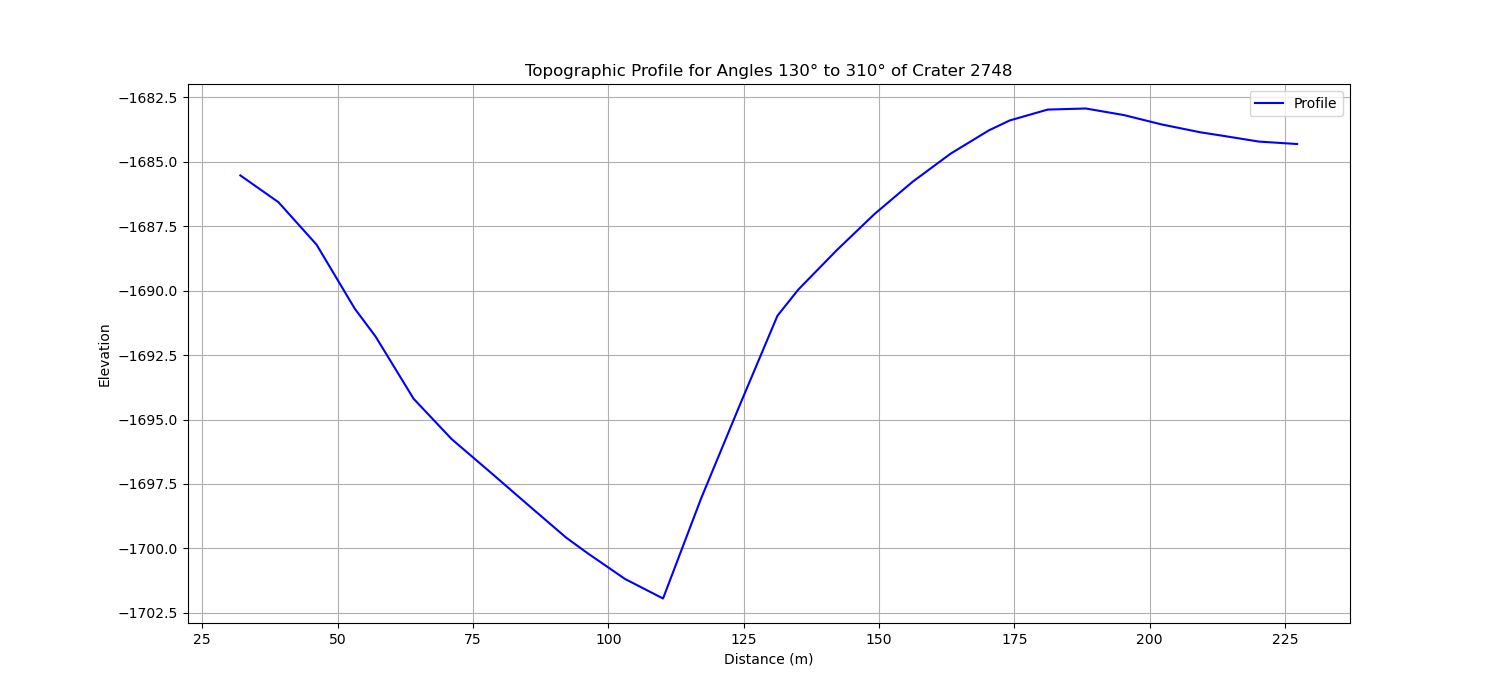 Topographic Profile for Angles 130° to 310° of Crater 2748
Profile
Elevation
−1682.5
−1685.0
−1687.5
−1690.0
−1692.5
−1695.0
−1697.5
−1700.0
−1702.5
25 50 75 100 125 150 175 200 225
Distance (m)